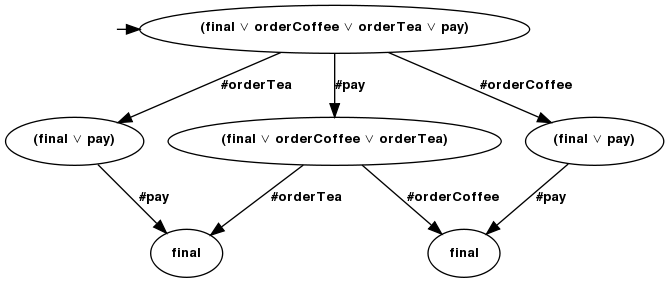 (final ∨ orderCoffee ∨ orderTea ∨ pay)
#orderTea
#pay
#orderCoffee
(final ∨ pay)
(final ∨ orderCoffee ∨ orderTea)
(final ∨ pay)
#pay
#orderTea
#orderCoffee
#pay
final
final